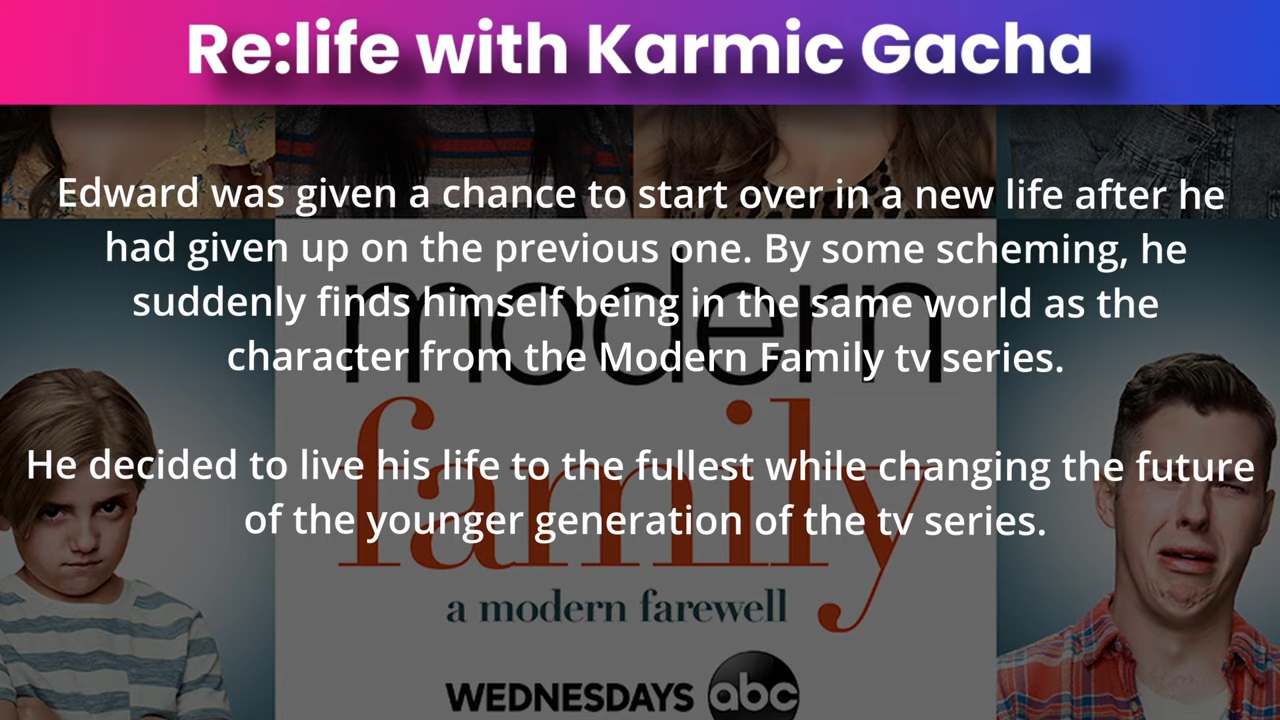 Re:life with Karmic Gacha
Edward was given a chance to start over in a new life after he
had given up on the previous one. By some scheming, he
suddenly finds himself being in the same world as the
character from the Modern Family tv series.
He decided to live his life to the fullest while changing the future
of the younger generation of the tv series.
modern
family
a modern farewell
WEDNESDAYS abc